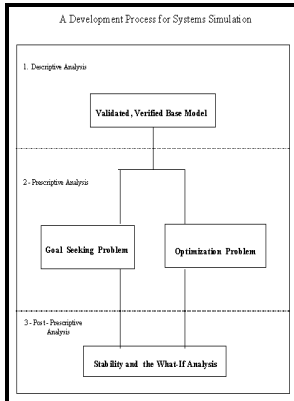 A Development Process for Systems Simulation
1. Descriptive Analysis
Validated, Verified Base Model
2 - Prescriptive Analysis
Goal Seeking Problem
Optimization Problem
3 - Post - Prescriptive
Analysis
Stability and the What-If Analysis